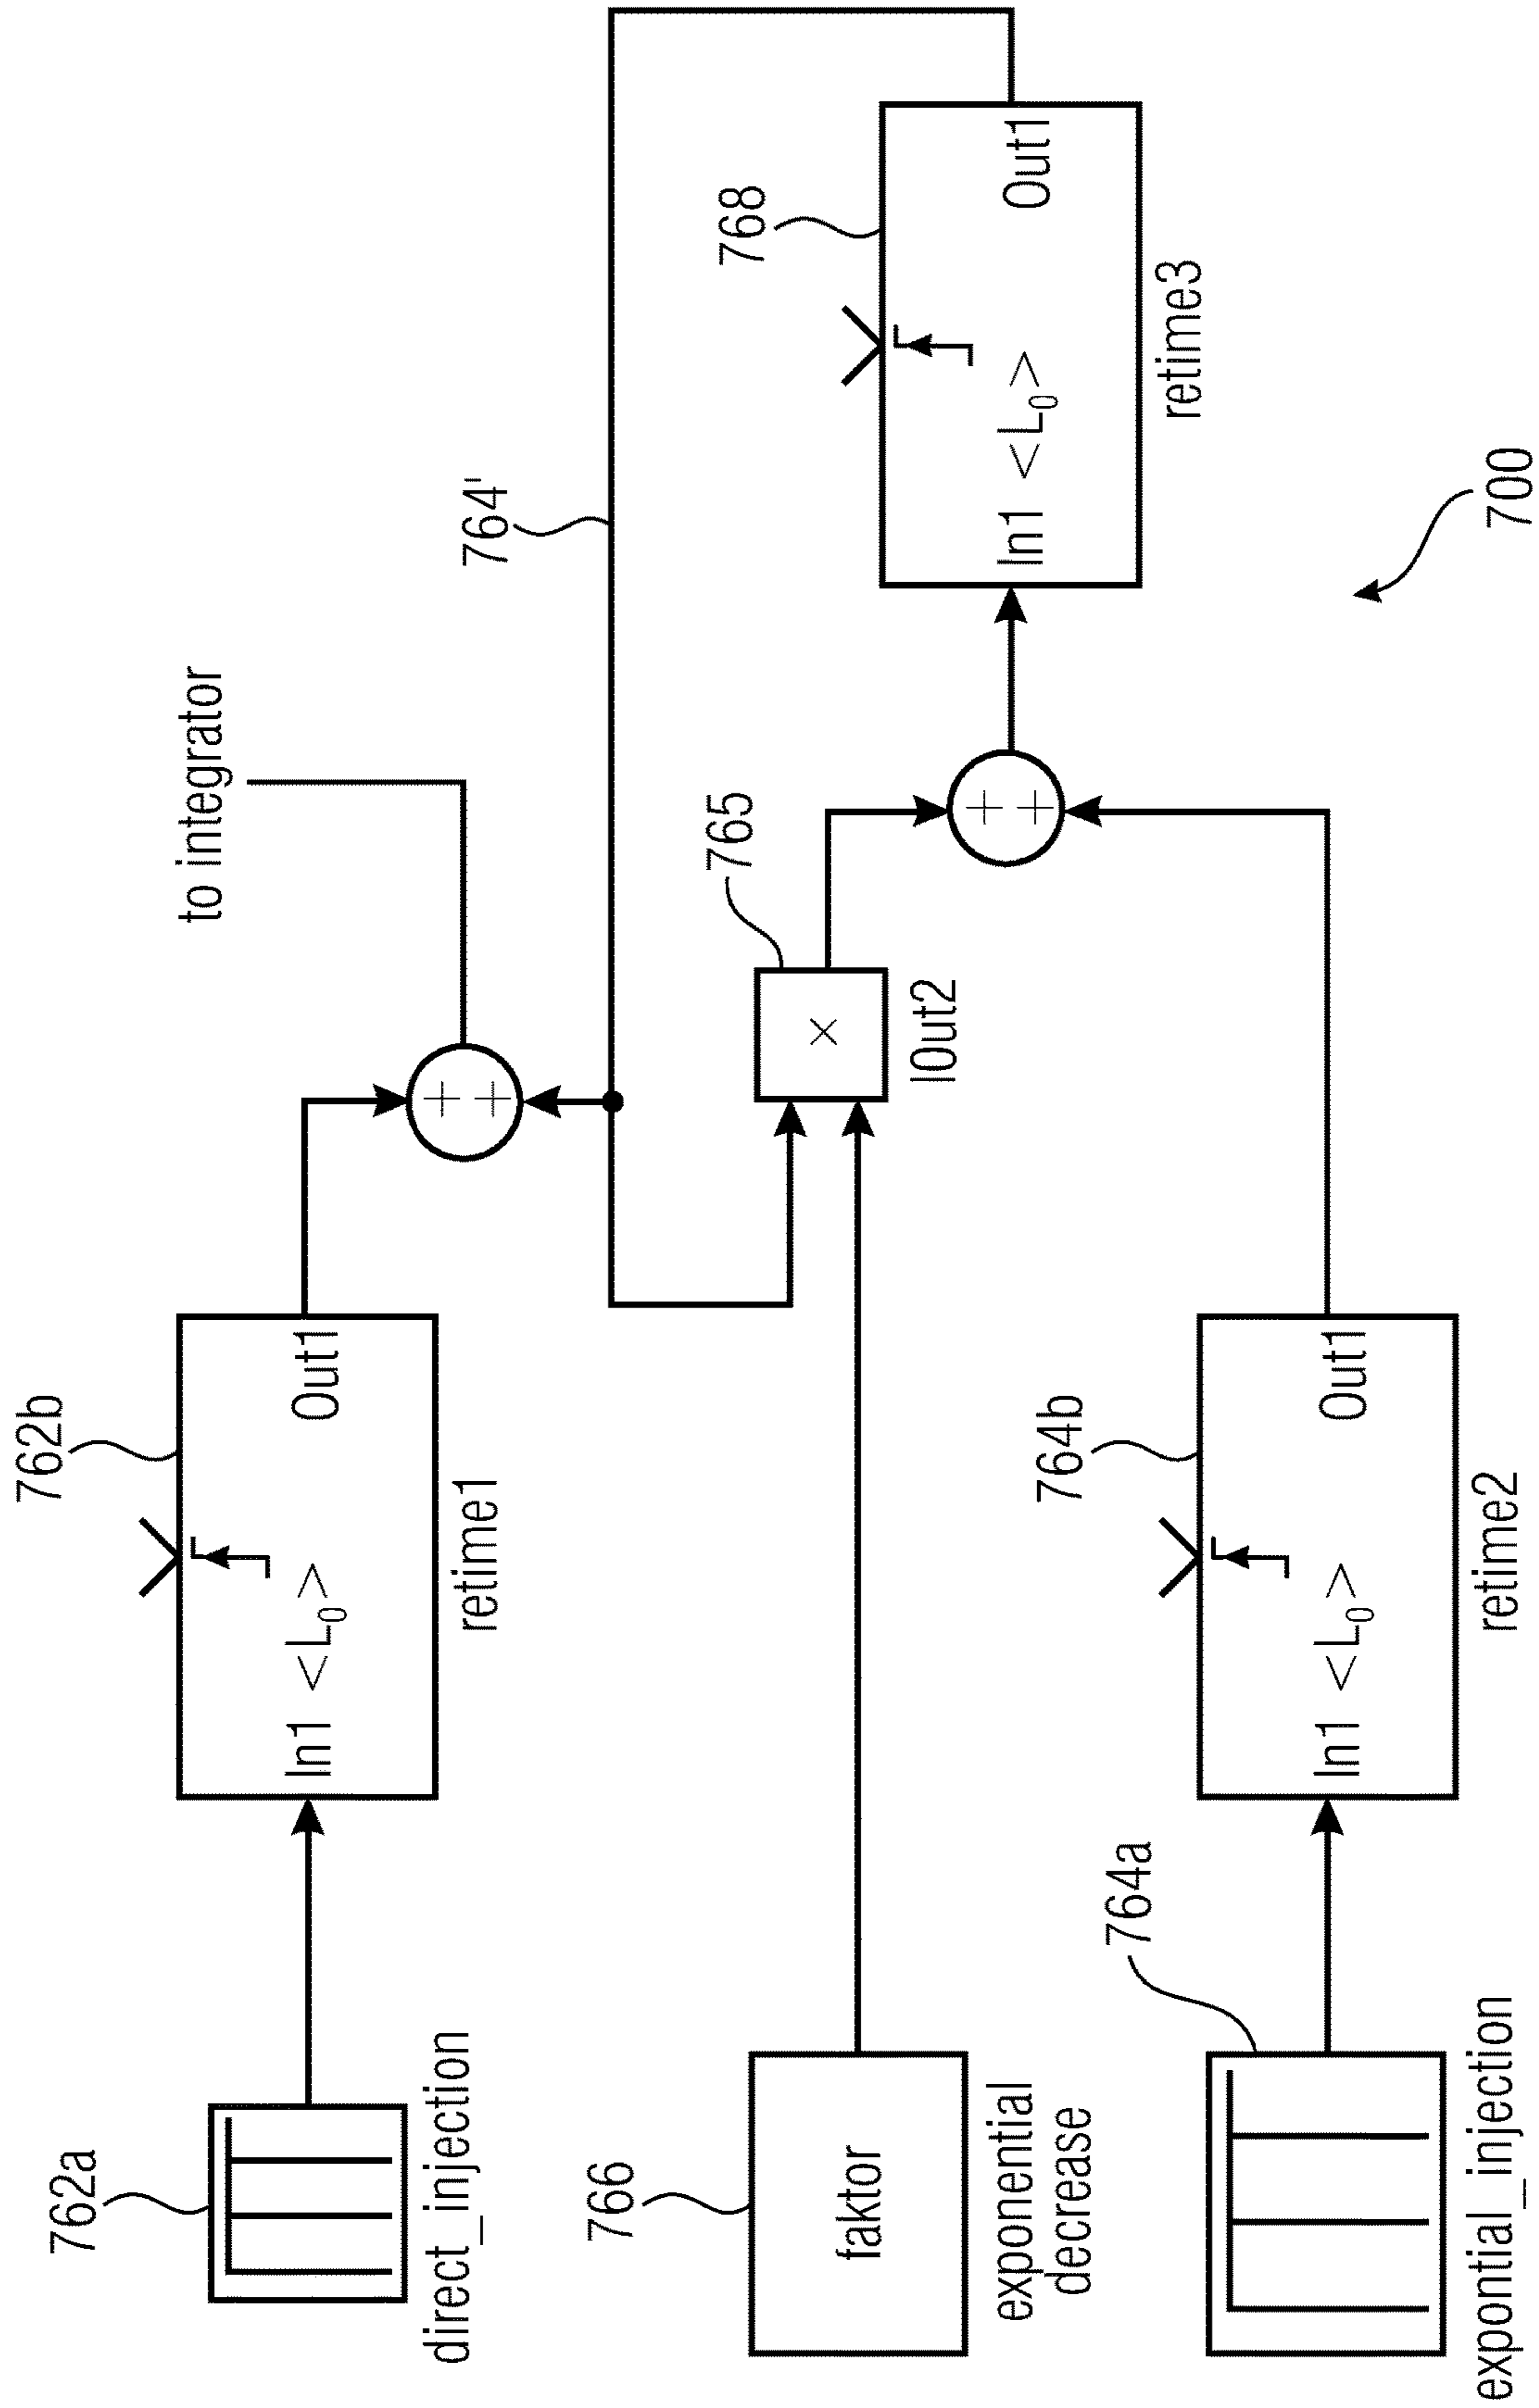 762a
direct_injection
762b
In1 <L0>
Out1
retime1
to integrator
764'
766
faktor
exponential
decrease
765
×
IOut2
+
+
+
+
768
In1 <L0>
Out1
retime3
764a
expontial_injection
764b
In1 <L0>
Out1
retime2
700